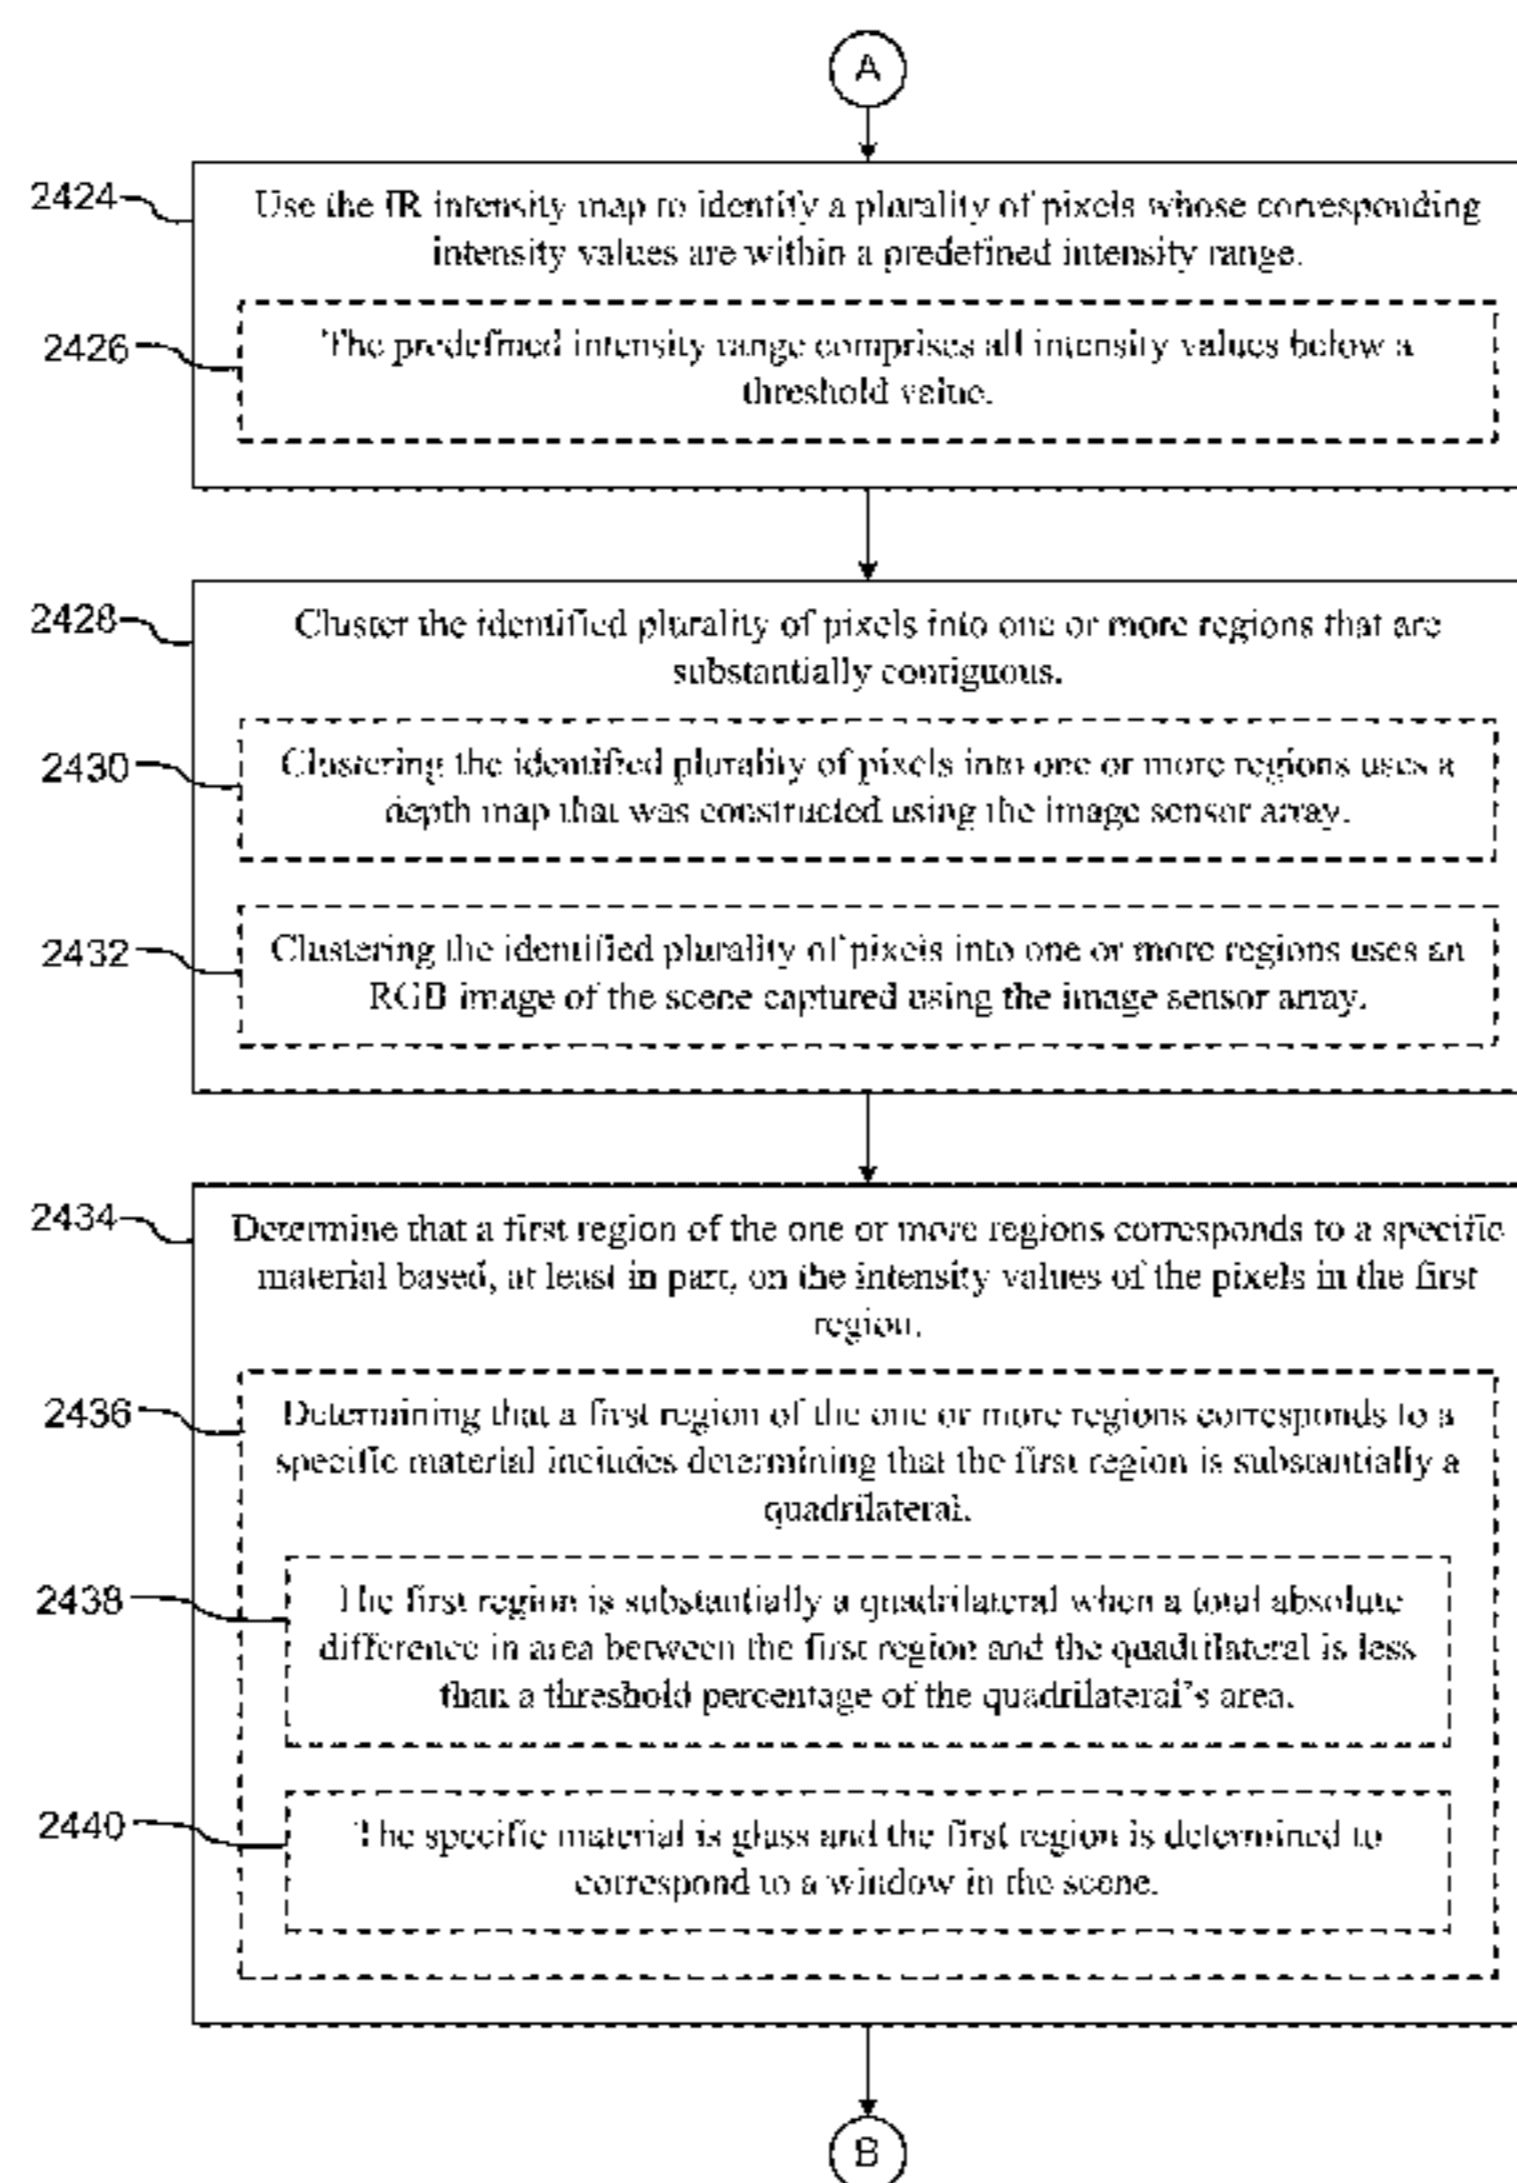 A
2424
Use the IR intensity map to identify a plurality of pixels whose corresponding
intensity values are within a predefined intensity range.
2426
The predefined intensity range comprises all intensity values below a
threshold value.
2428
Cluster the identified plurality of pixels into one or more regions that are
substantially contiguous.
2430
Clustering the identified plurality of pixels into one or more regions uses a
depth map that was constructed using the image sensor array.
2432
Clustering the identified plurality of pixels into one or more regions uses an
RGB image of the scene captured using the image sensor array.
2434
Determine that a first region of the one or more regions corresponds to a specific
material based, at least in part, on the intensity values of the pixels in the first
region.
2436
Determining that a first region of the one or more regions corresponds to a
specific material includes determining that the first region is substantially a
quadrilateral.
2438
The first region is substantially a quadrilateral when a total absolute
difference in area between the first region and the quadrilateral is less
than a threshold percentage of the quadrilateral's area.
2440
The specific material is glass and the first region is determined to
correspond to a window in the scene.
B